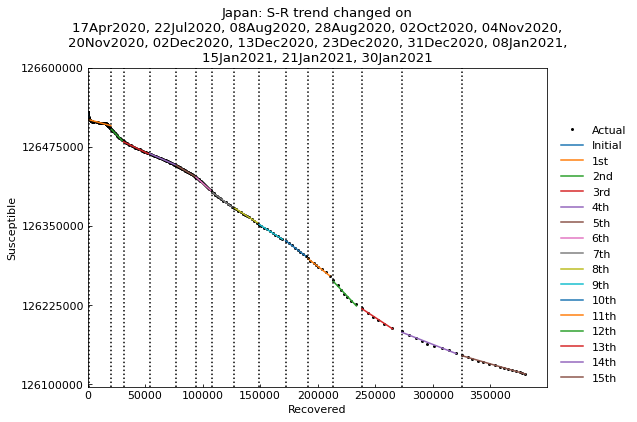 Japan: S-R trend changed on
17Apr2020, 22Jul2020, 08Aug2020, 28Aug2020, 02Oct2020, 04Nov2020,
20Nov2020, 02Dec2020, 13Dec2020, 23Dec2020, 31Dec2020, 08Jan2021,
15Jan2021, 21Jan2021, 30Jan2021
126600000
126475000
126350000
126225000
126100000
Susceptible
0
50000
100000
150000
200000
250000
300000
350000
Recovered
Actual
Initial
1st
2nd
3rd
4th
5th
6th
7th
8th
9th
10th
11th
12th
13th
14th
15th